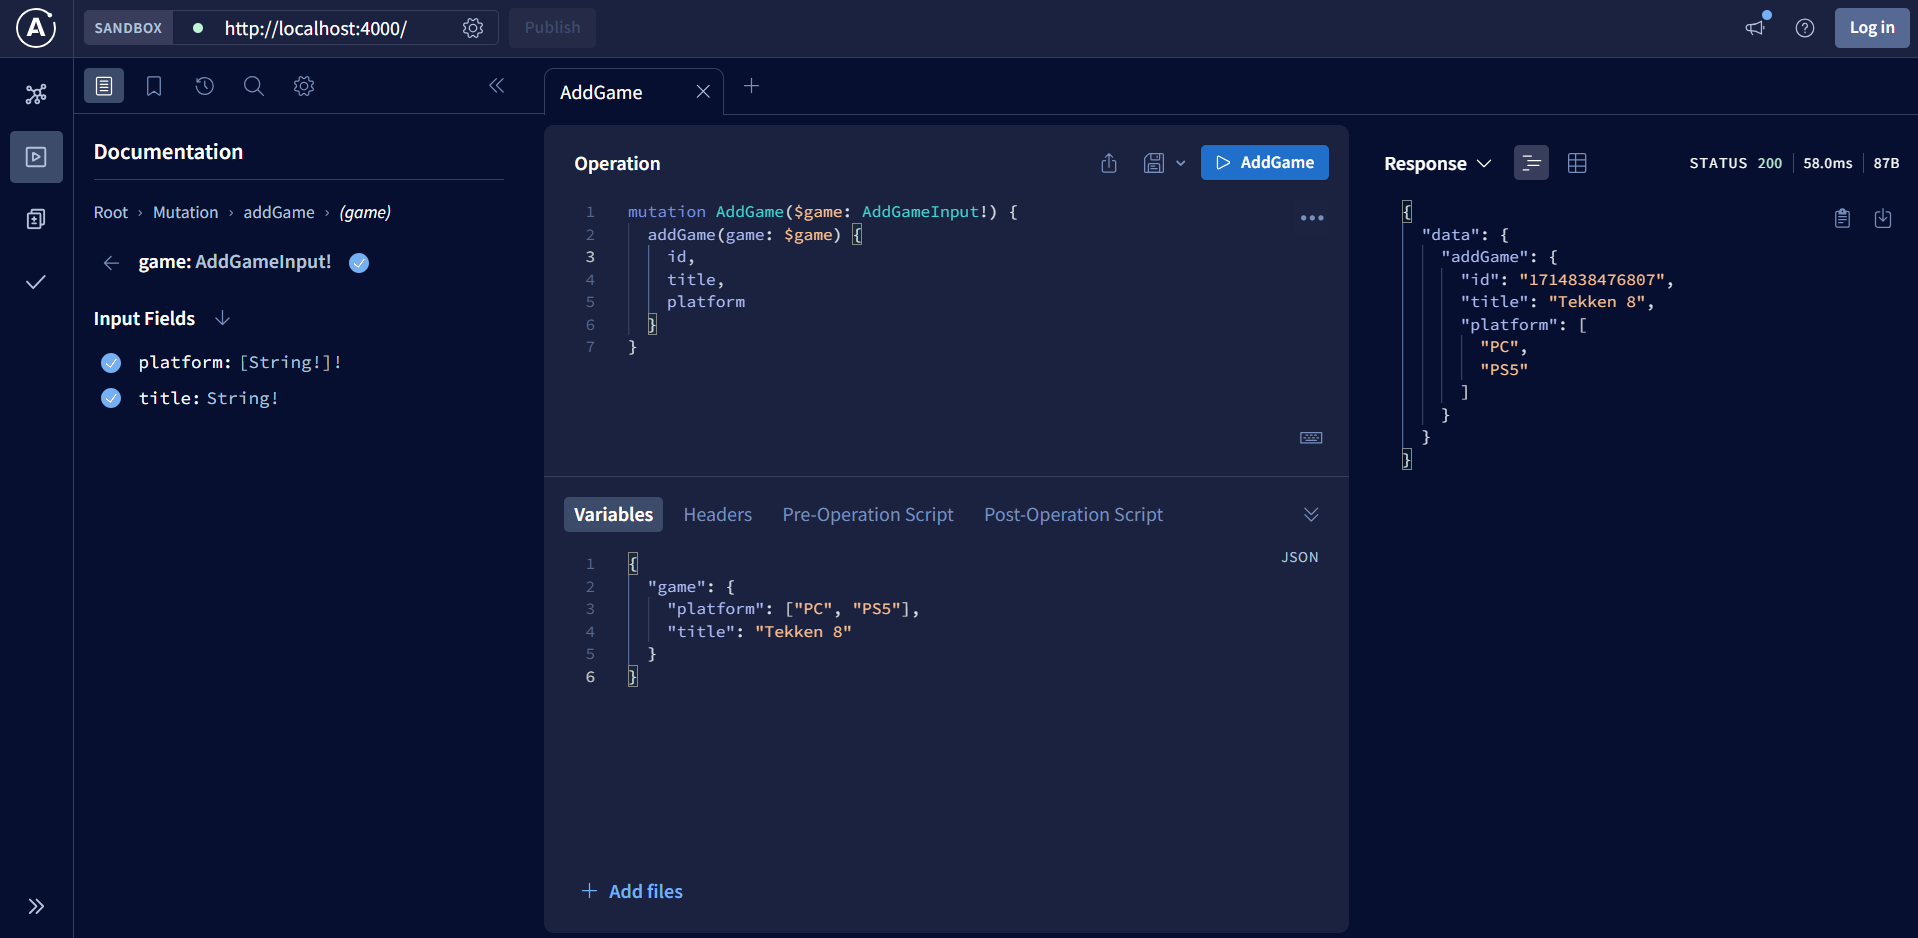 SANDBOX http://localhost:4000/ Publish Log in
Documentation
Root › Mutation › addGame › (game)
game: AddGameInput!
Input Fields
platform: [String!]!
title: String!
AddGame
Operation
AddGame
1 mutation AddGame($game: AddGameInput!) {
2 addGame(game: $game) {
3 id,
4 title,
5 platform
6 }
7 }
Variables Headers Pre-Operation Script Post-Operation Script
JSON
1 {
2 "game": {
3 "platform": ["PC", "PS5"],
4 "title": "Tekken 8"
5 }
6 }
Add files
Response STATUS 200 58.0ms 87B
{
"data": {
"addGame": {
"id": "1714838476807",
"title": "Tekken 8",
"platform": [
"PC",
"PS5"
]
}
}
}